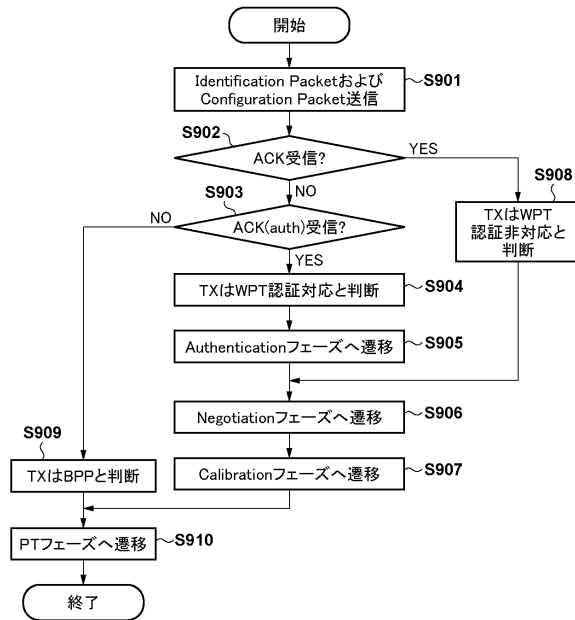 開始
Identification Packetおよび
Configuration Packet送信
S901
S902
ACK受信?
YES
NO
S903
ACK(auth)受信?
NO
YES
S908
TXはWPT
認証非対応と
判断
TXはWPT認証対応と判断
S904
Authenticationフェーズへ遷移
S905
Negotiationフェーズへ遷移
S906
Calibrationフェーズへ遷移
S907
S909
TXはBPPと判断
PTフェーズへ遷移
S910
終了